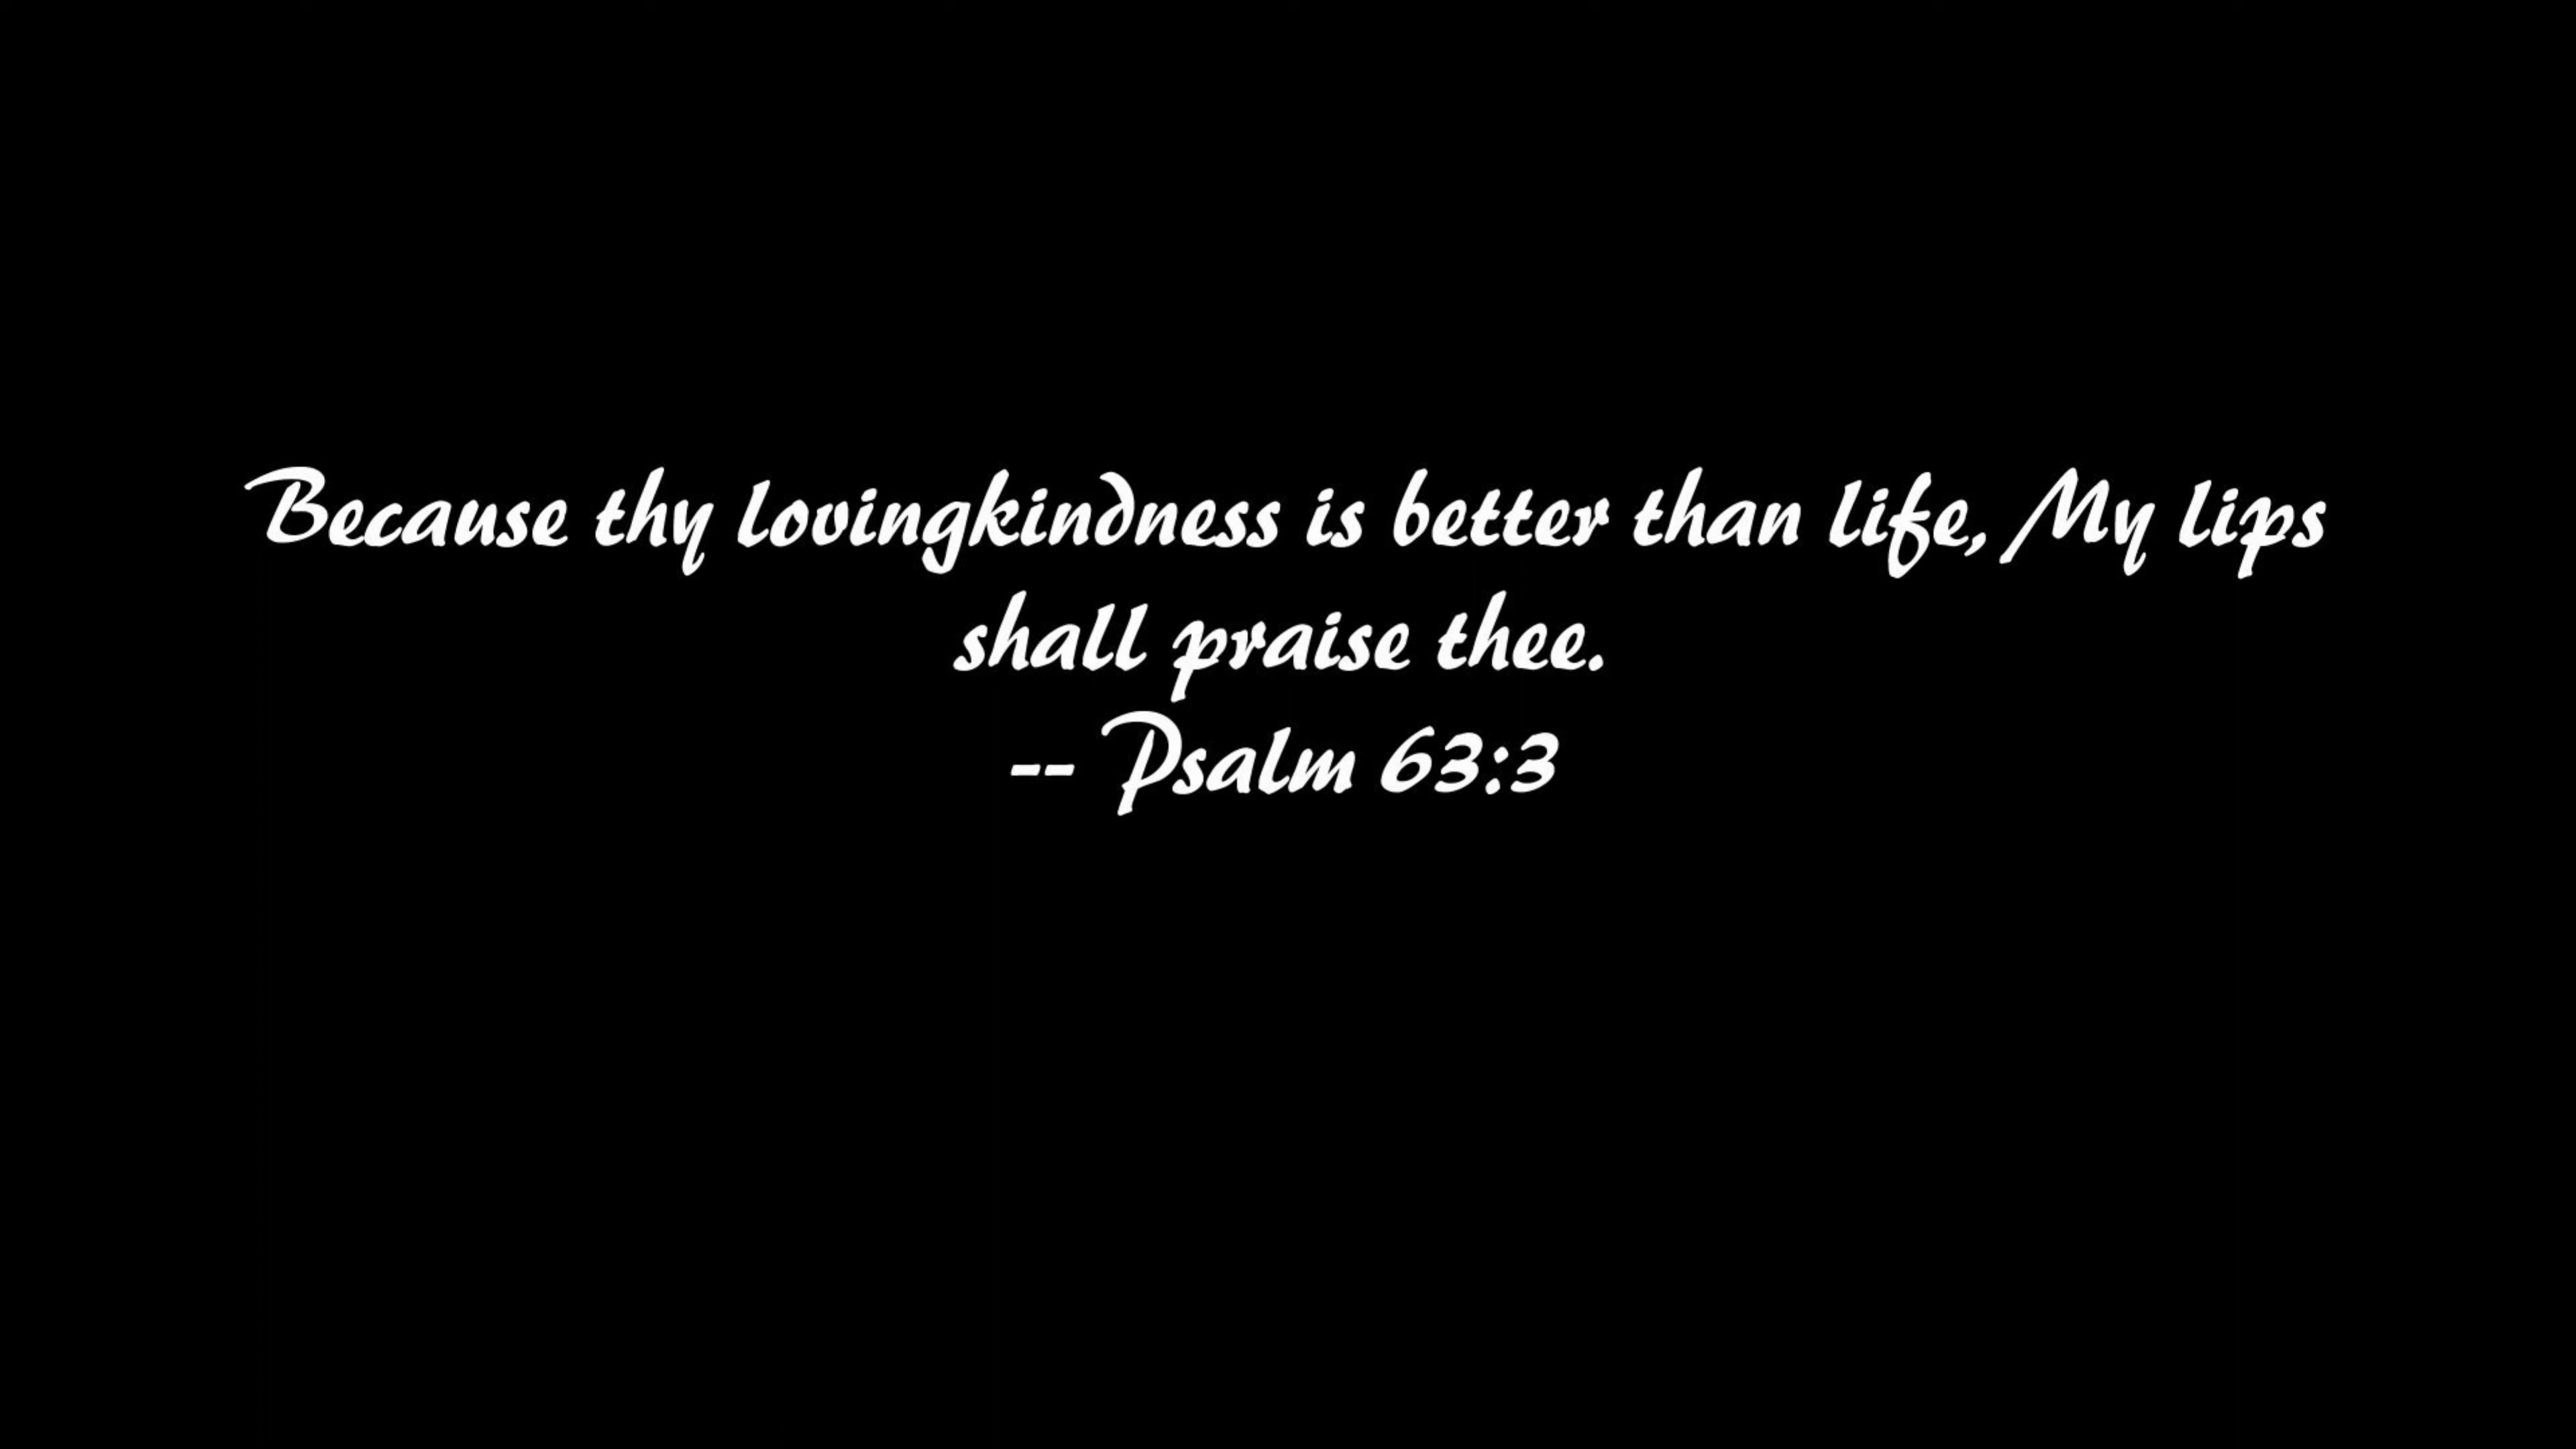 Because thy lovingkindness is better than life, My lips
shall praise thee.
-- Psalm 63:3